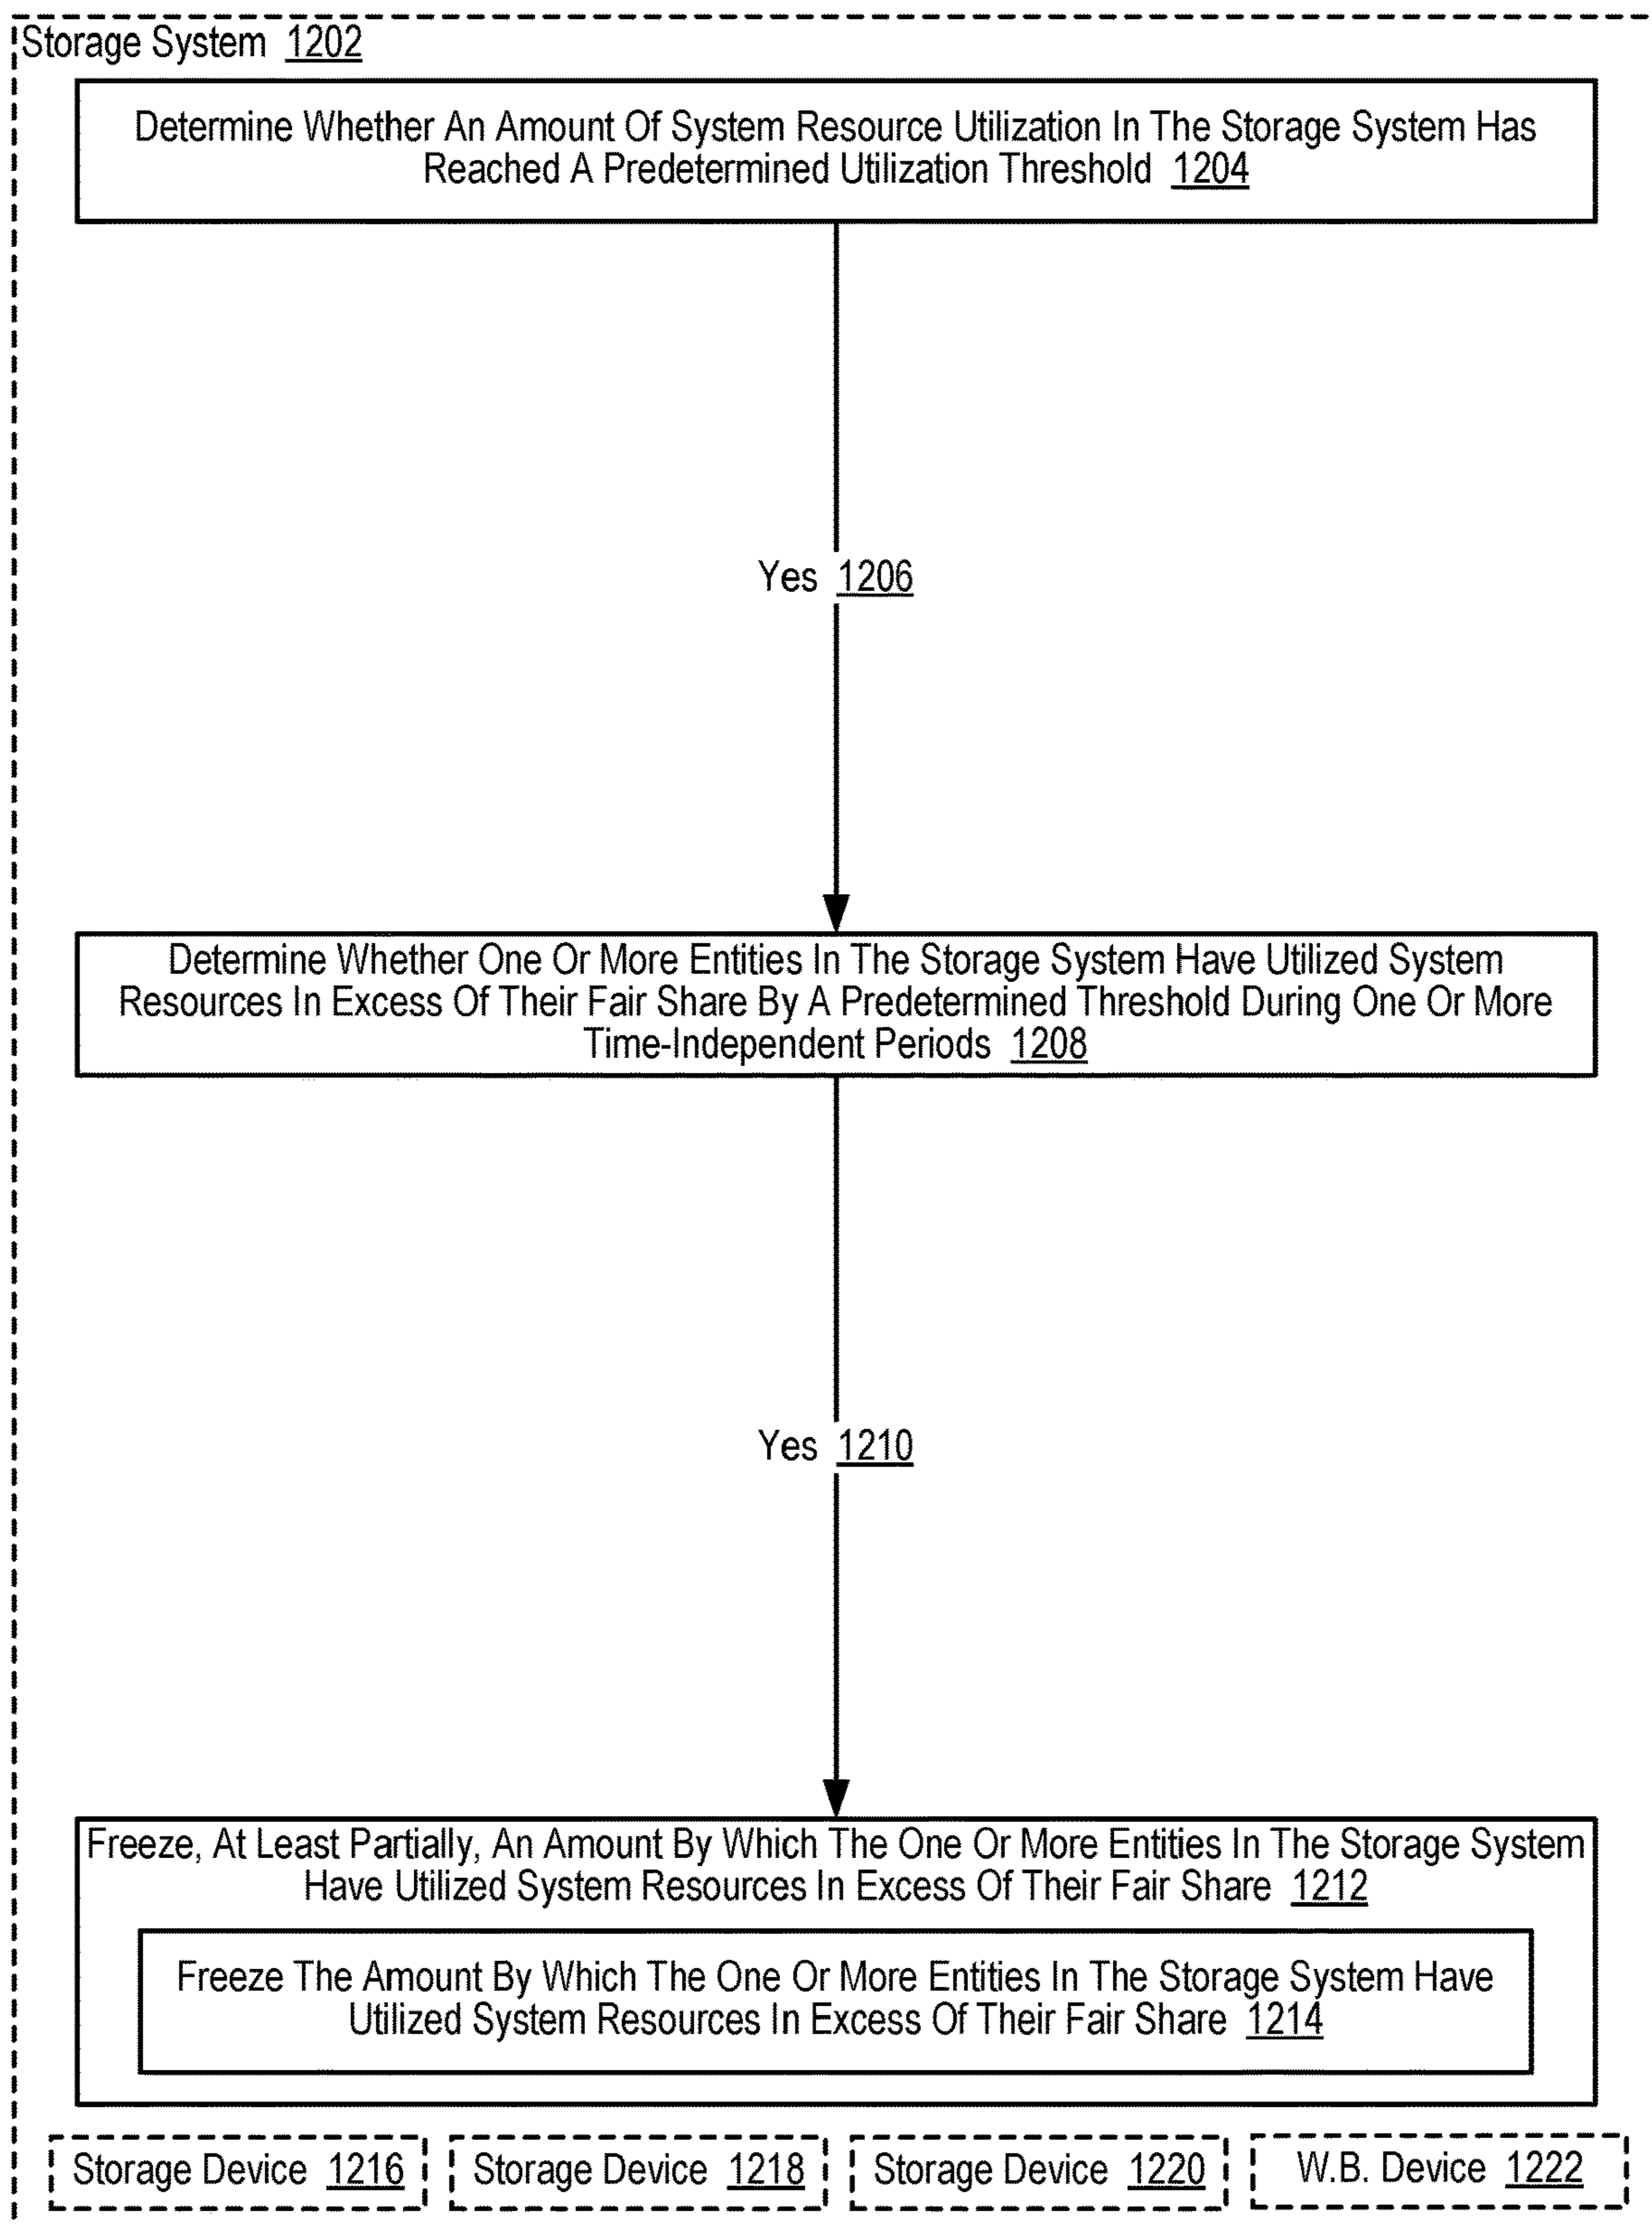 Storage System 1202
Determine Whether An Amount Of System Resource Utilization In The Storage System Has
Reached A Predetermined Utilization Threshold 1204
Yes 1206
Determine Whether One Or More Entities In The Storage System Have Utilized System
Resources In Excess Of Their Fair Share By A Predetermined Threshold During One Or More
Time-Independent Periods 1208
Yes 1210
Freeze, At Least Partially, An Amount By Which The One Or More Entities In The Storage System
Have Utilized System Resources In Excess Of Their Fair Share 1212
Freeze The Amount By Which The One Or More Entities In The Storage System Have
Utilized System Resources In Excess Of Their Fair Share 1214
Storage Device 1216
Storage Device 1218
Storage Device 1220
W.B. Device 1222